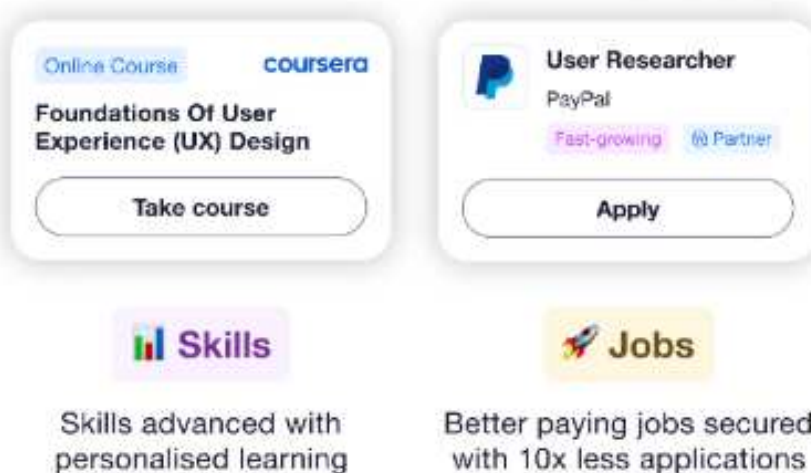 Online Course
coursera
Foundations Of User
Experience (UX) Design
Take course
User Researcher
PayPal
Fast-growing
Partner
Apply
Skills
Skills advanced with
personalised learning
Jobs
Better paying jobs secured
with 10x less applications